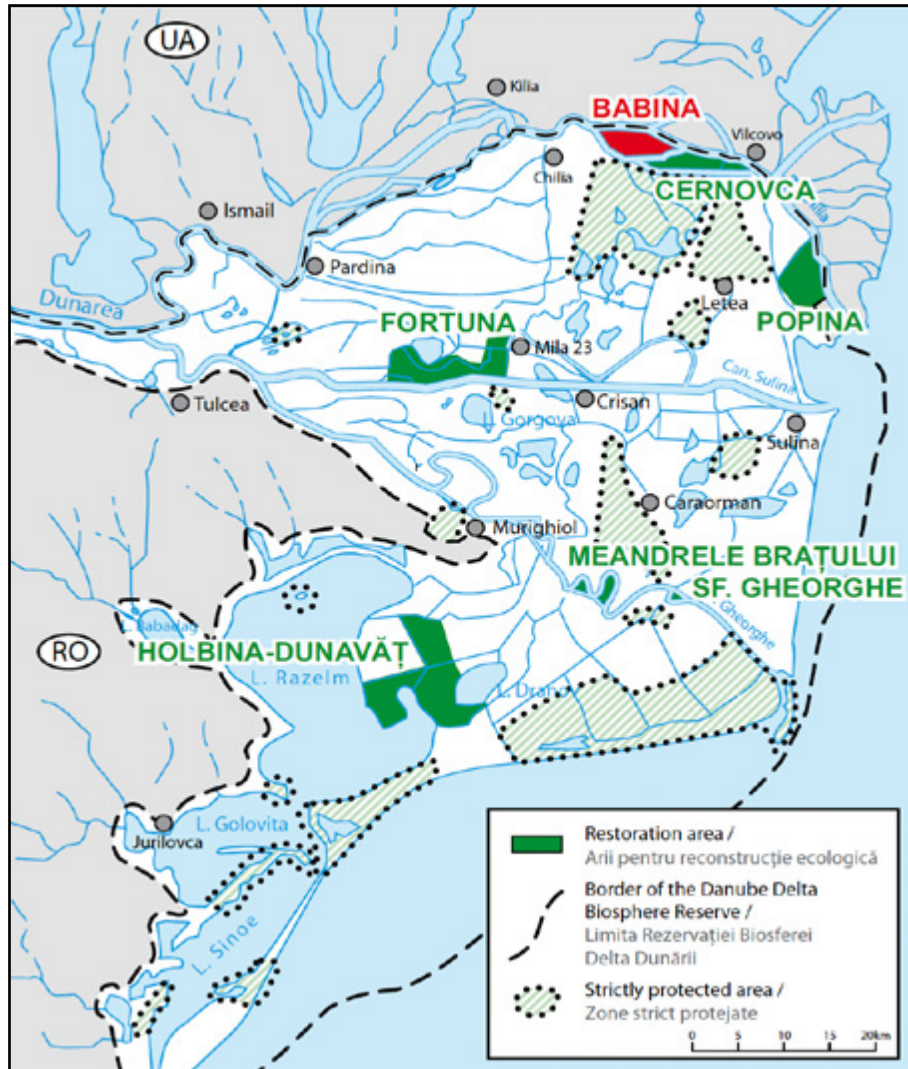 UA
Kilia
BABINA
Vilcovo
Chilia
CERNOVCA
Ismail
Pardina
Letea
Dunarea
FORTUNA
POPINA
Mila 23
Can. Sulina
Tulcea
Crisan
L. Gorgova
Sulina
Caraorman
Murighiol
MEANDRELE BRAȚULUI
SF. GHEORGHE
Gheorghe
L. Babadag
RO
HOLBINA-DUNAVĂȚ
L. Razelm
L. Drano
L. Golovita
Jurilovca
L. Sinoe
Restoration area /
Arii pentru reconstrucție ecologică
Border of the Danube Delta
Biosphere Reserve /
Limita Rezervației Biosferei
Delta Dunării
Strictly protected area /
Zone strict protejate
0 5 10 15 20km